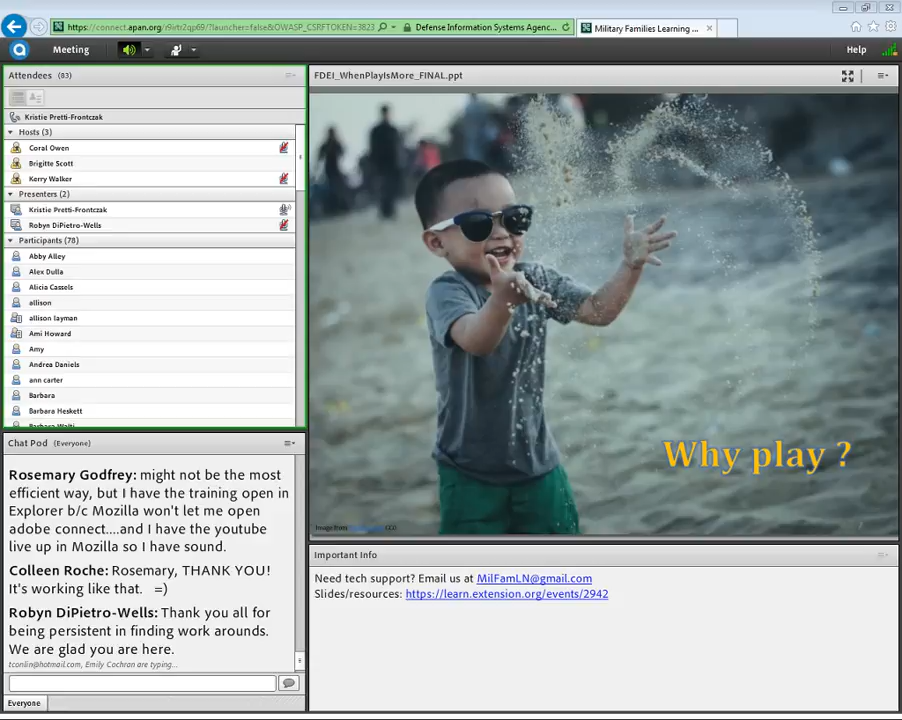 https://connect.apan.org/r9irtr2qp69/?launcher=false&OWASP_CSRFTOKEN=3823
Defense Information Systems Agenc...
Military Families Learning ...
Meeting
Help
Attendees (83)
Kristie Pretti-Frontczak
Hosts (3)
Coral Owen
Brigitte Scott
Kerry Walker
Presenters (2)
Kristie Pretti-Frontczak
Robyn DiPietro-Wells
Participants (78)
Abby Alley
Alex Dulla
Alicia Cassels
allison
allison layman
Ami Howard
Amy
Andrea Daniels
ann carter
Barbara
Barbara Heskett
Chat Pod (Everyone)
Rosemary Godfrey: might not be the most
efficient way, but I have the training open in
Explorer b/c Mozilla won't let me open
adobe connect....and I have the youtube
live up in Mozilla so I have sound.
Colleen Roche: Rosemary, THANK YOU!
It's working like that. =)
Robyn DiPietro-Wells: Thank you all for
being persistent in finding work arounds.
We are glad you are here.
tconlin@hotmail.com, Emily Cochran are typing...
Everyone
FDEI_WhenPlayIsMore_FINAL.ppt
Why play ?
Image from
Important Info
Need tech support? Email us at MilFamLN@gmail.com
Slides/resources: https://learn.extension.org/events/2942